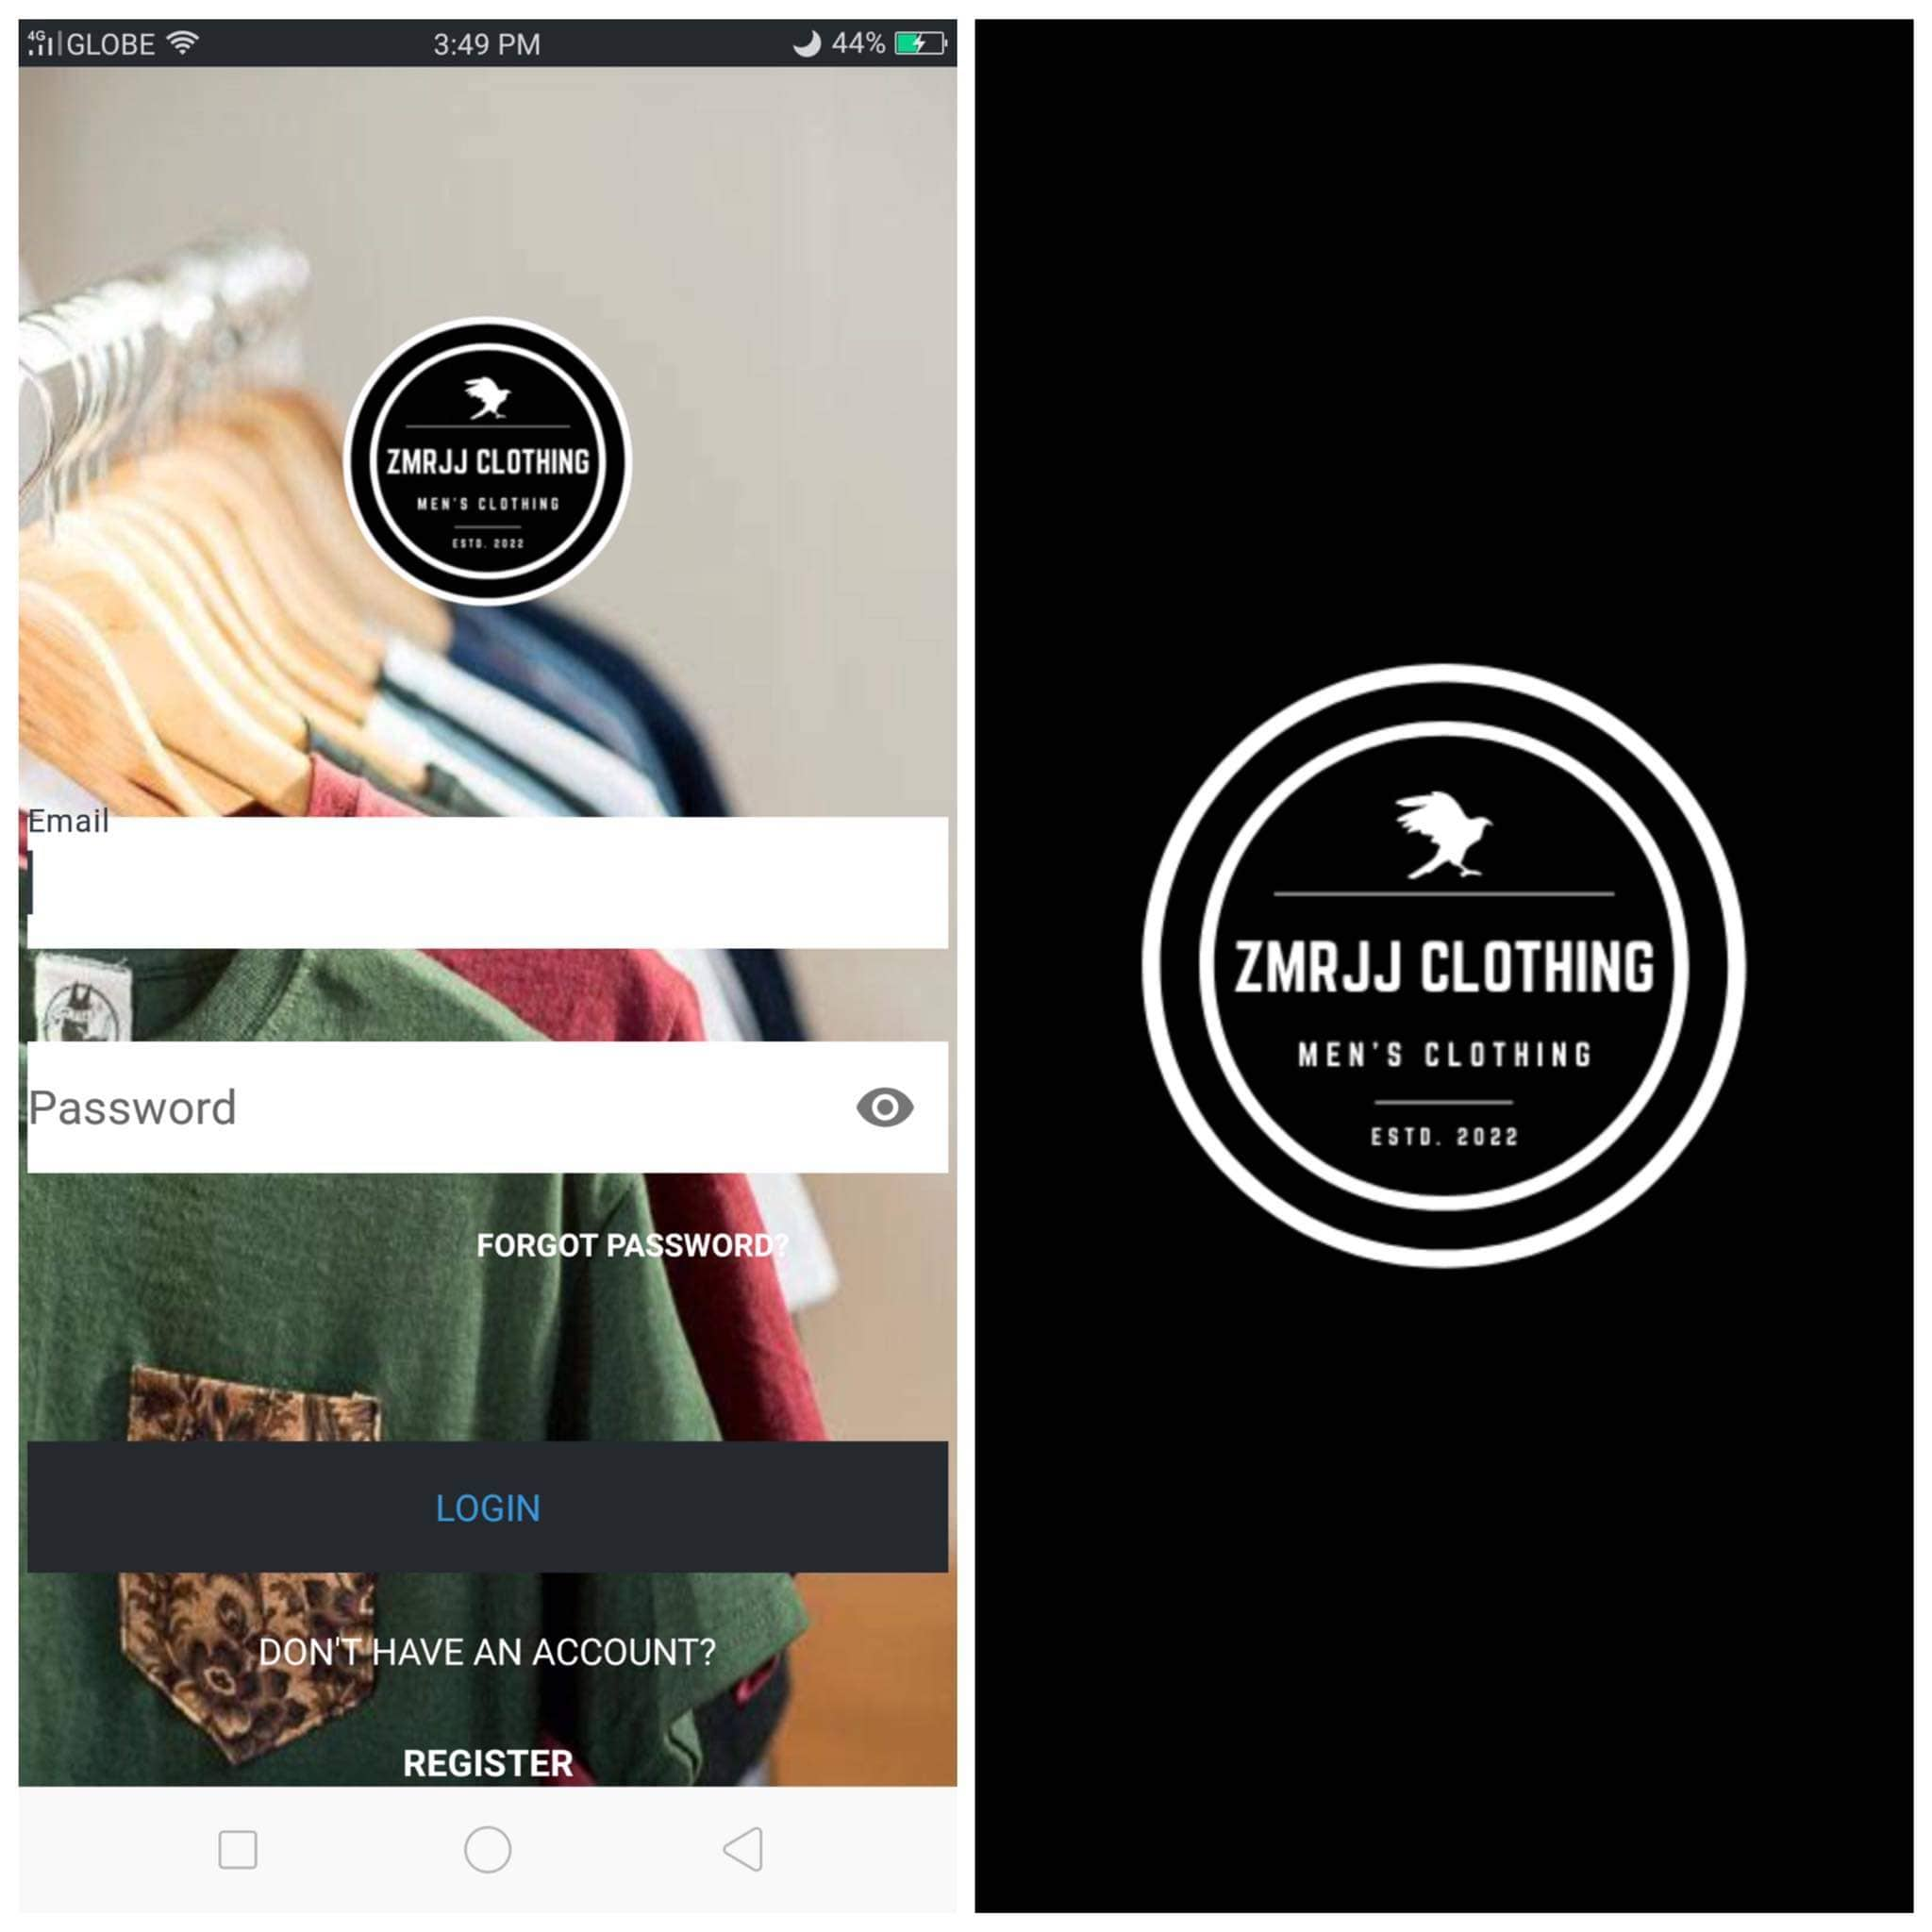 4G GLOBE 3:49 PM 44%
ZMRJJ CLOTHING
MEN'S CLOTHING
ESTD. 2022
Email
Password
FORGOT PASSWORD?
LOGIN
DON'T HAVE AN ACCOUNT?
REGISTER
ZMRJJ CLOTHING
MEN'S CLOTHING
ESTD. 2022